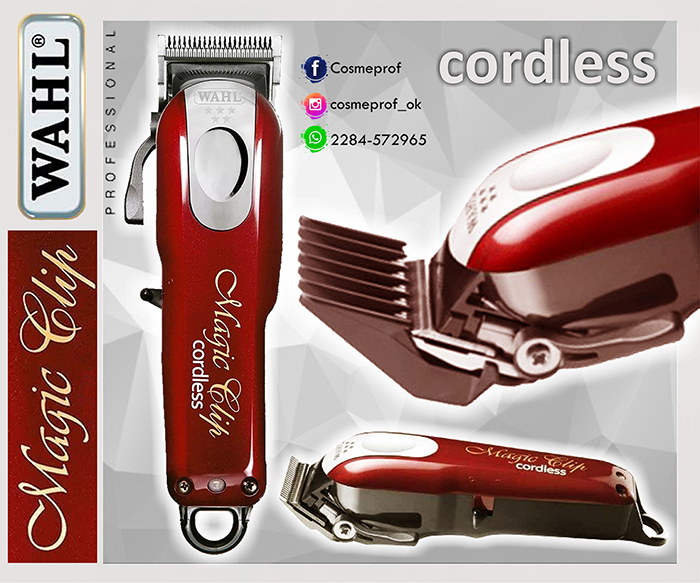 WAHL®
PROFESSIONAL
Magic Clip
WAHL
Magic Clip
cordless
Cosmeprof
cosmeprof_ok
2284-572965
cordless
Magic Clip
cordless